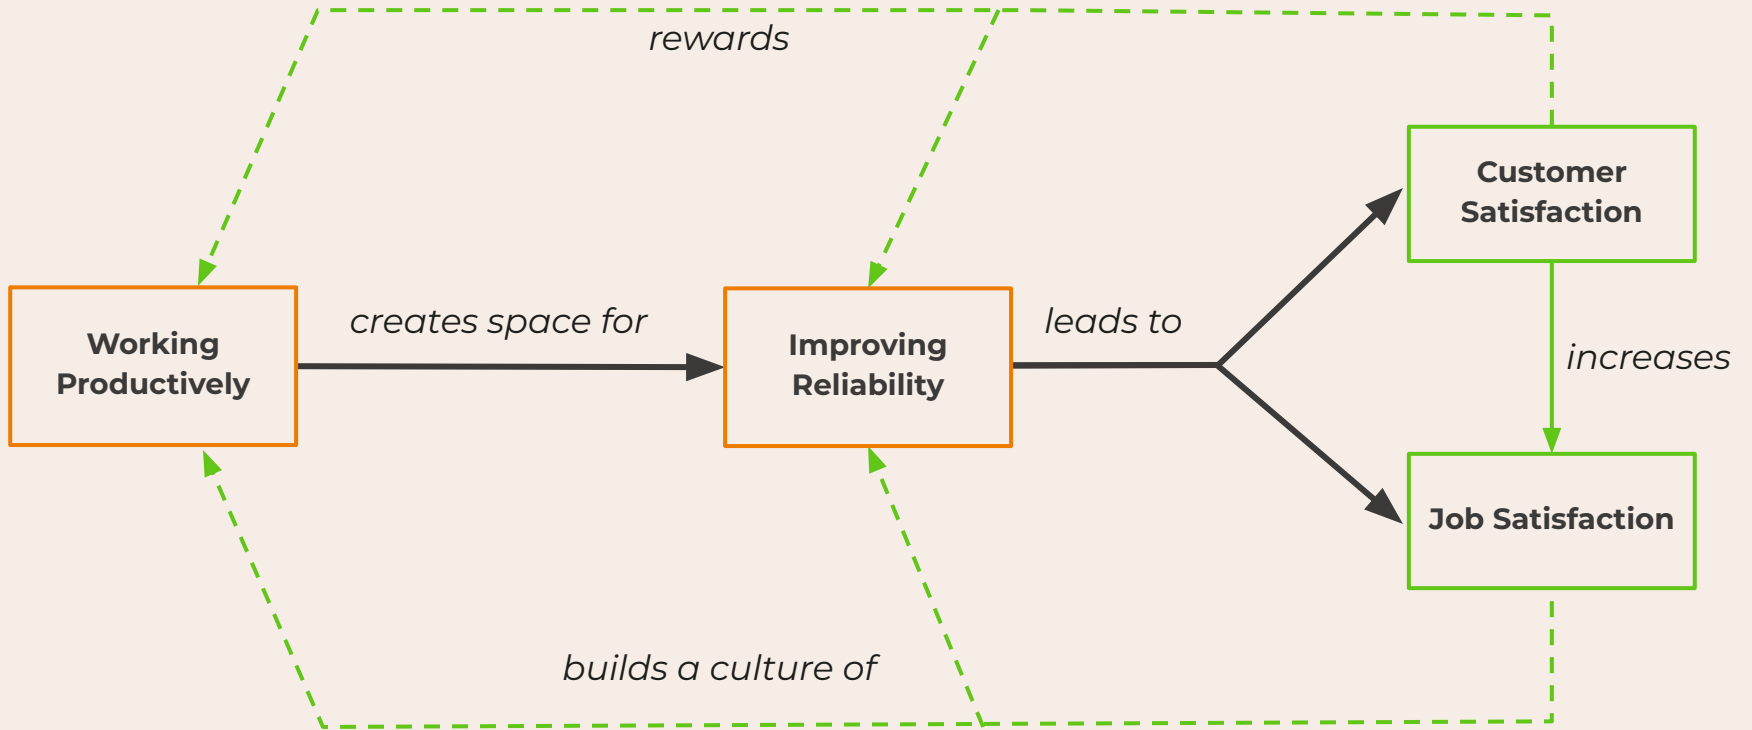 rewards
Customer
Satisfaction
creates space for
leads to
Working
Productively
Improving
Reliability
increases
Job Satisfaction
builds a culture of